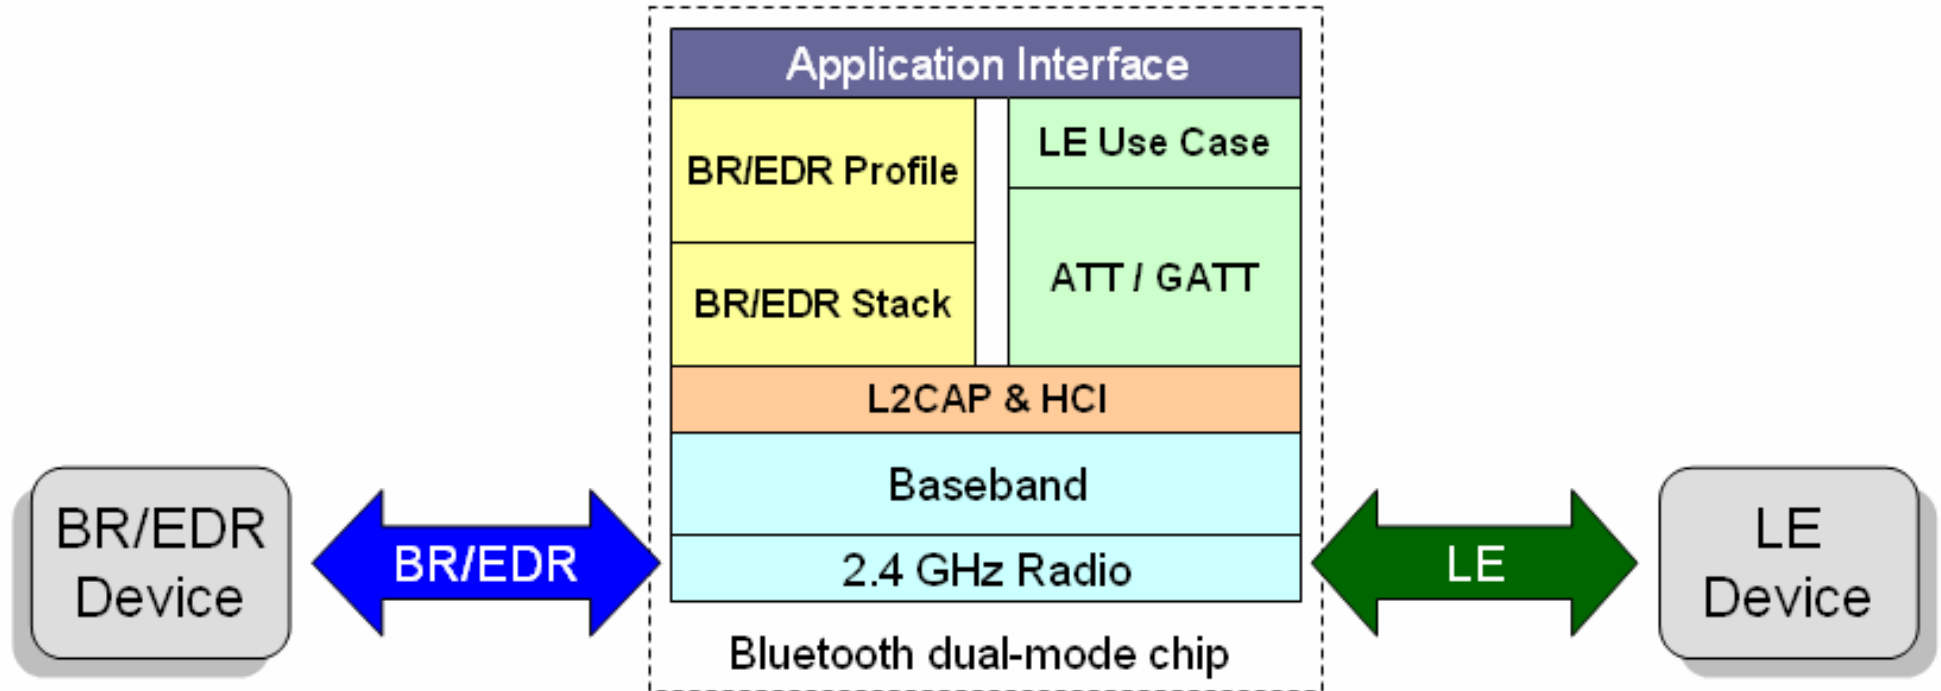 Application Interface
BR/EDR Profile
LE Use Case
BR/EDR Stack
ATT / GATT
L2CAP & HCI
Baseband
2.4 GHz Radio
Bluetooth dual-mode chip
BR/EDR
Device
BR/EDR
LE
LE
Device